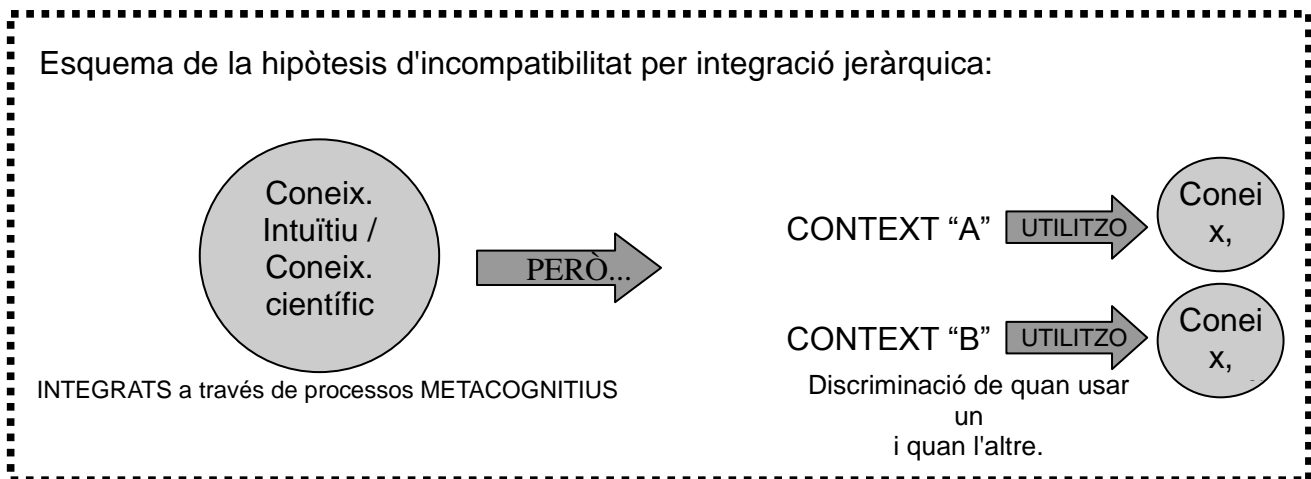 Esquema de la hipòtesis d'incompatibilitat per integració jeràrquica:
Coneix.
Intuïtiu /
Coneix.
científic
PERÒ...
INTEGRATS a través de processos METACOGNITIUS
CONTEXT “A”
UTILITZO
Conei
x,
CONTEXT “B”
UTILITZO
Conei
x,
Discriminació de quan usar
un
i quan l'altre.